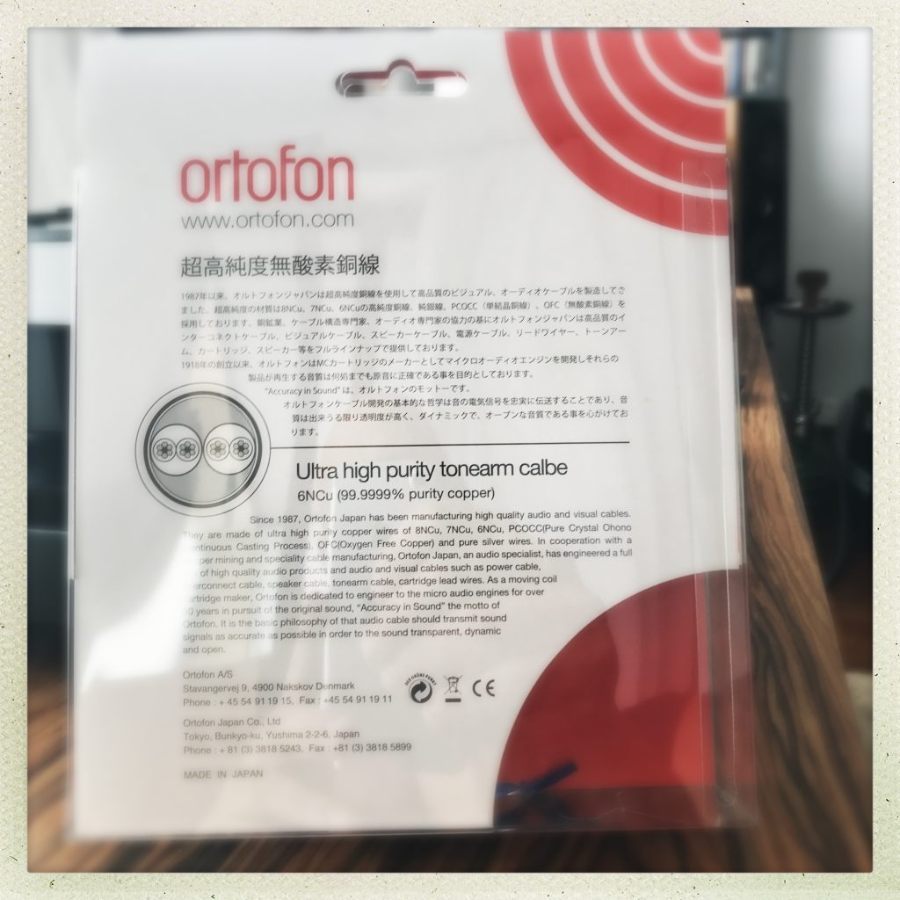 ortofon
www.ortofon.com
超高純度無酸素銅線
1987年以来、オルトフォンジャパンは超高純度銅線を使用して高品質のビジュアル、オーディオケーブルを製造してき
ました。超高純度の材質は8NCu、7NCu、6NCuの高純度銅線、純銀線、PCOCC（単結晶銅線）、OFC（無酸素銅線）を
採用しております。銅鉱業、ケーブル構造専門家、オーディオ専門家の協力の基にオルトフォンジャパンは高品質のイ
ンターコネクトケーブル、ビジュアルケーブル、スピーカーケーブル、電源ケーブル、リードワイヤー、トーンアー
ム、カートリッジ、スピーカー等をフルラインナップで提供しております。
1918年の創立以来、オルトフォンはMCカートリッジのメーカーとしてマイクロオーディオエンジンを開発しそれらの
製品が再生する音質は何処までも原音に正確である事を目的としております。
"Accuracy in Sound" は、オルトフォンのモットーです。
オルトフォンケーブル開発の基本的な哲学は音の電気信号を忠実に伝送することであり、音
質は出来うる限り透明度が高く、ダイナミックで、オープンな音質である事を心がけてお
ります。
Ultra high purity tonearm calbe
6NCu (99.9999% purity copper)
Since 1987, Ortofon Japan has been manufacturing high quality audio and visual cables.
They are made of ultra high purity copper wires of 8NCu, 7NCu, 6NCu, PCOCC(Pure Crystal Ohono
Continuous Casting Process), OFC(Oxygen Free Copper) and pure silver wires. In cooperation with a
mining and speciality cable manufacturing, Ortofon Japan, an audio specialist, has engineered a full
of high quality audio products and audio and visual cables such as power cable,
cable, speaker cable, tonearm cable, cartridge lead wires. As a moving coil
maker, Ortofon is dedicated to engineer to the micro audio engines for over
years in pursuit of the original sound, "Accuracy in Sound" the motto of
Ortofon. It is the basic philosophy of that audio cable should transmit sound
signals as accurate as possible in order to the sound transparent, dynamic
and open.
Ortofon A/S
Stavangervej 9, 4900 Nakskov Denmark
Phone : + 45 54 91 19 15, Fax : +45 54 91 19 11
Ortofon Japan Co., Ltd
Tokyo, Bunkyo-ku, Yushima 2-2-6, Japan
Phone : + 81 (3) 3818 5243, Fax : +81 (3) 3818 5899
CE
MADE IN JAPAN